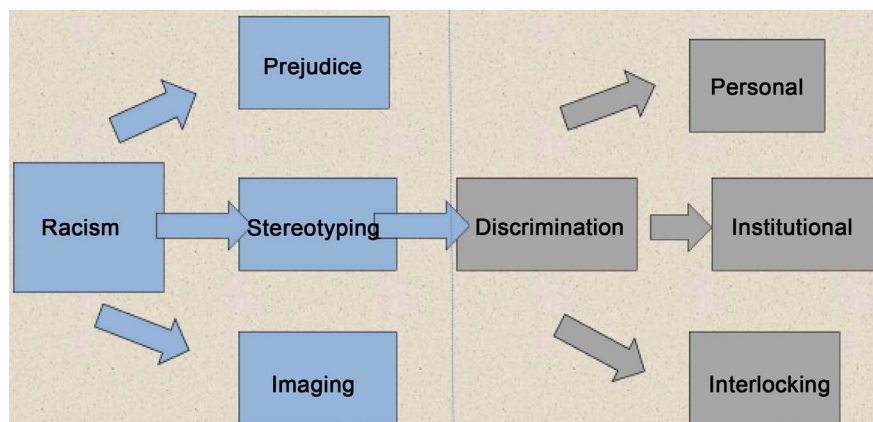 Prejudice
Personal
Racism
Stereotyping
Discrimination
Institutional
Imaging
Interlocking